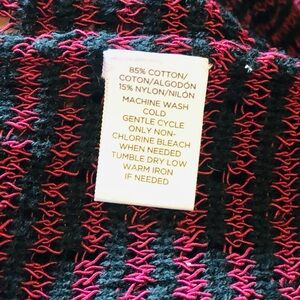 85% COTTON/
COTON/ALGODÓN
15% NYLON/NILÓN
MACHINE WASH
COLD
GENTLE CYCLE
ONLY NON-
CHLORINE BLEACH
WHEN NEEDED
TUMBLE DRY LOW
WARM IRON
IF NEEDED